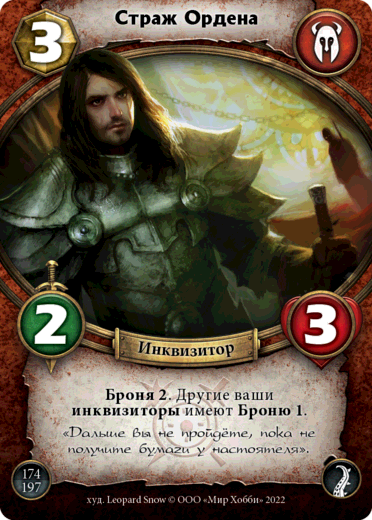 Страж Ордена
3
2
3
Инквизитор
Броня 2. Другие ваши
инквизиторы имеют Броню 1.
«Дальше вы не пройдёте, пока не
получите бумаги у настоятеля».
174
197
худ. Leopard Snow © ООО «Мир Хобби» 2022